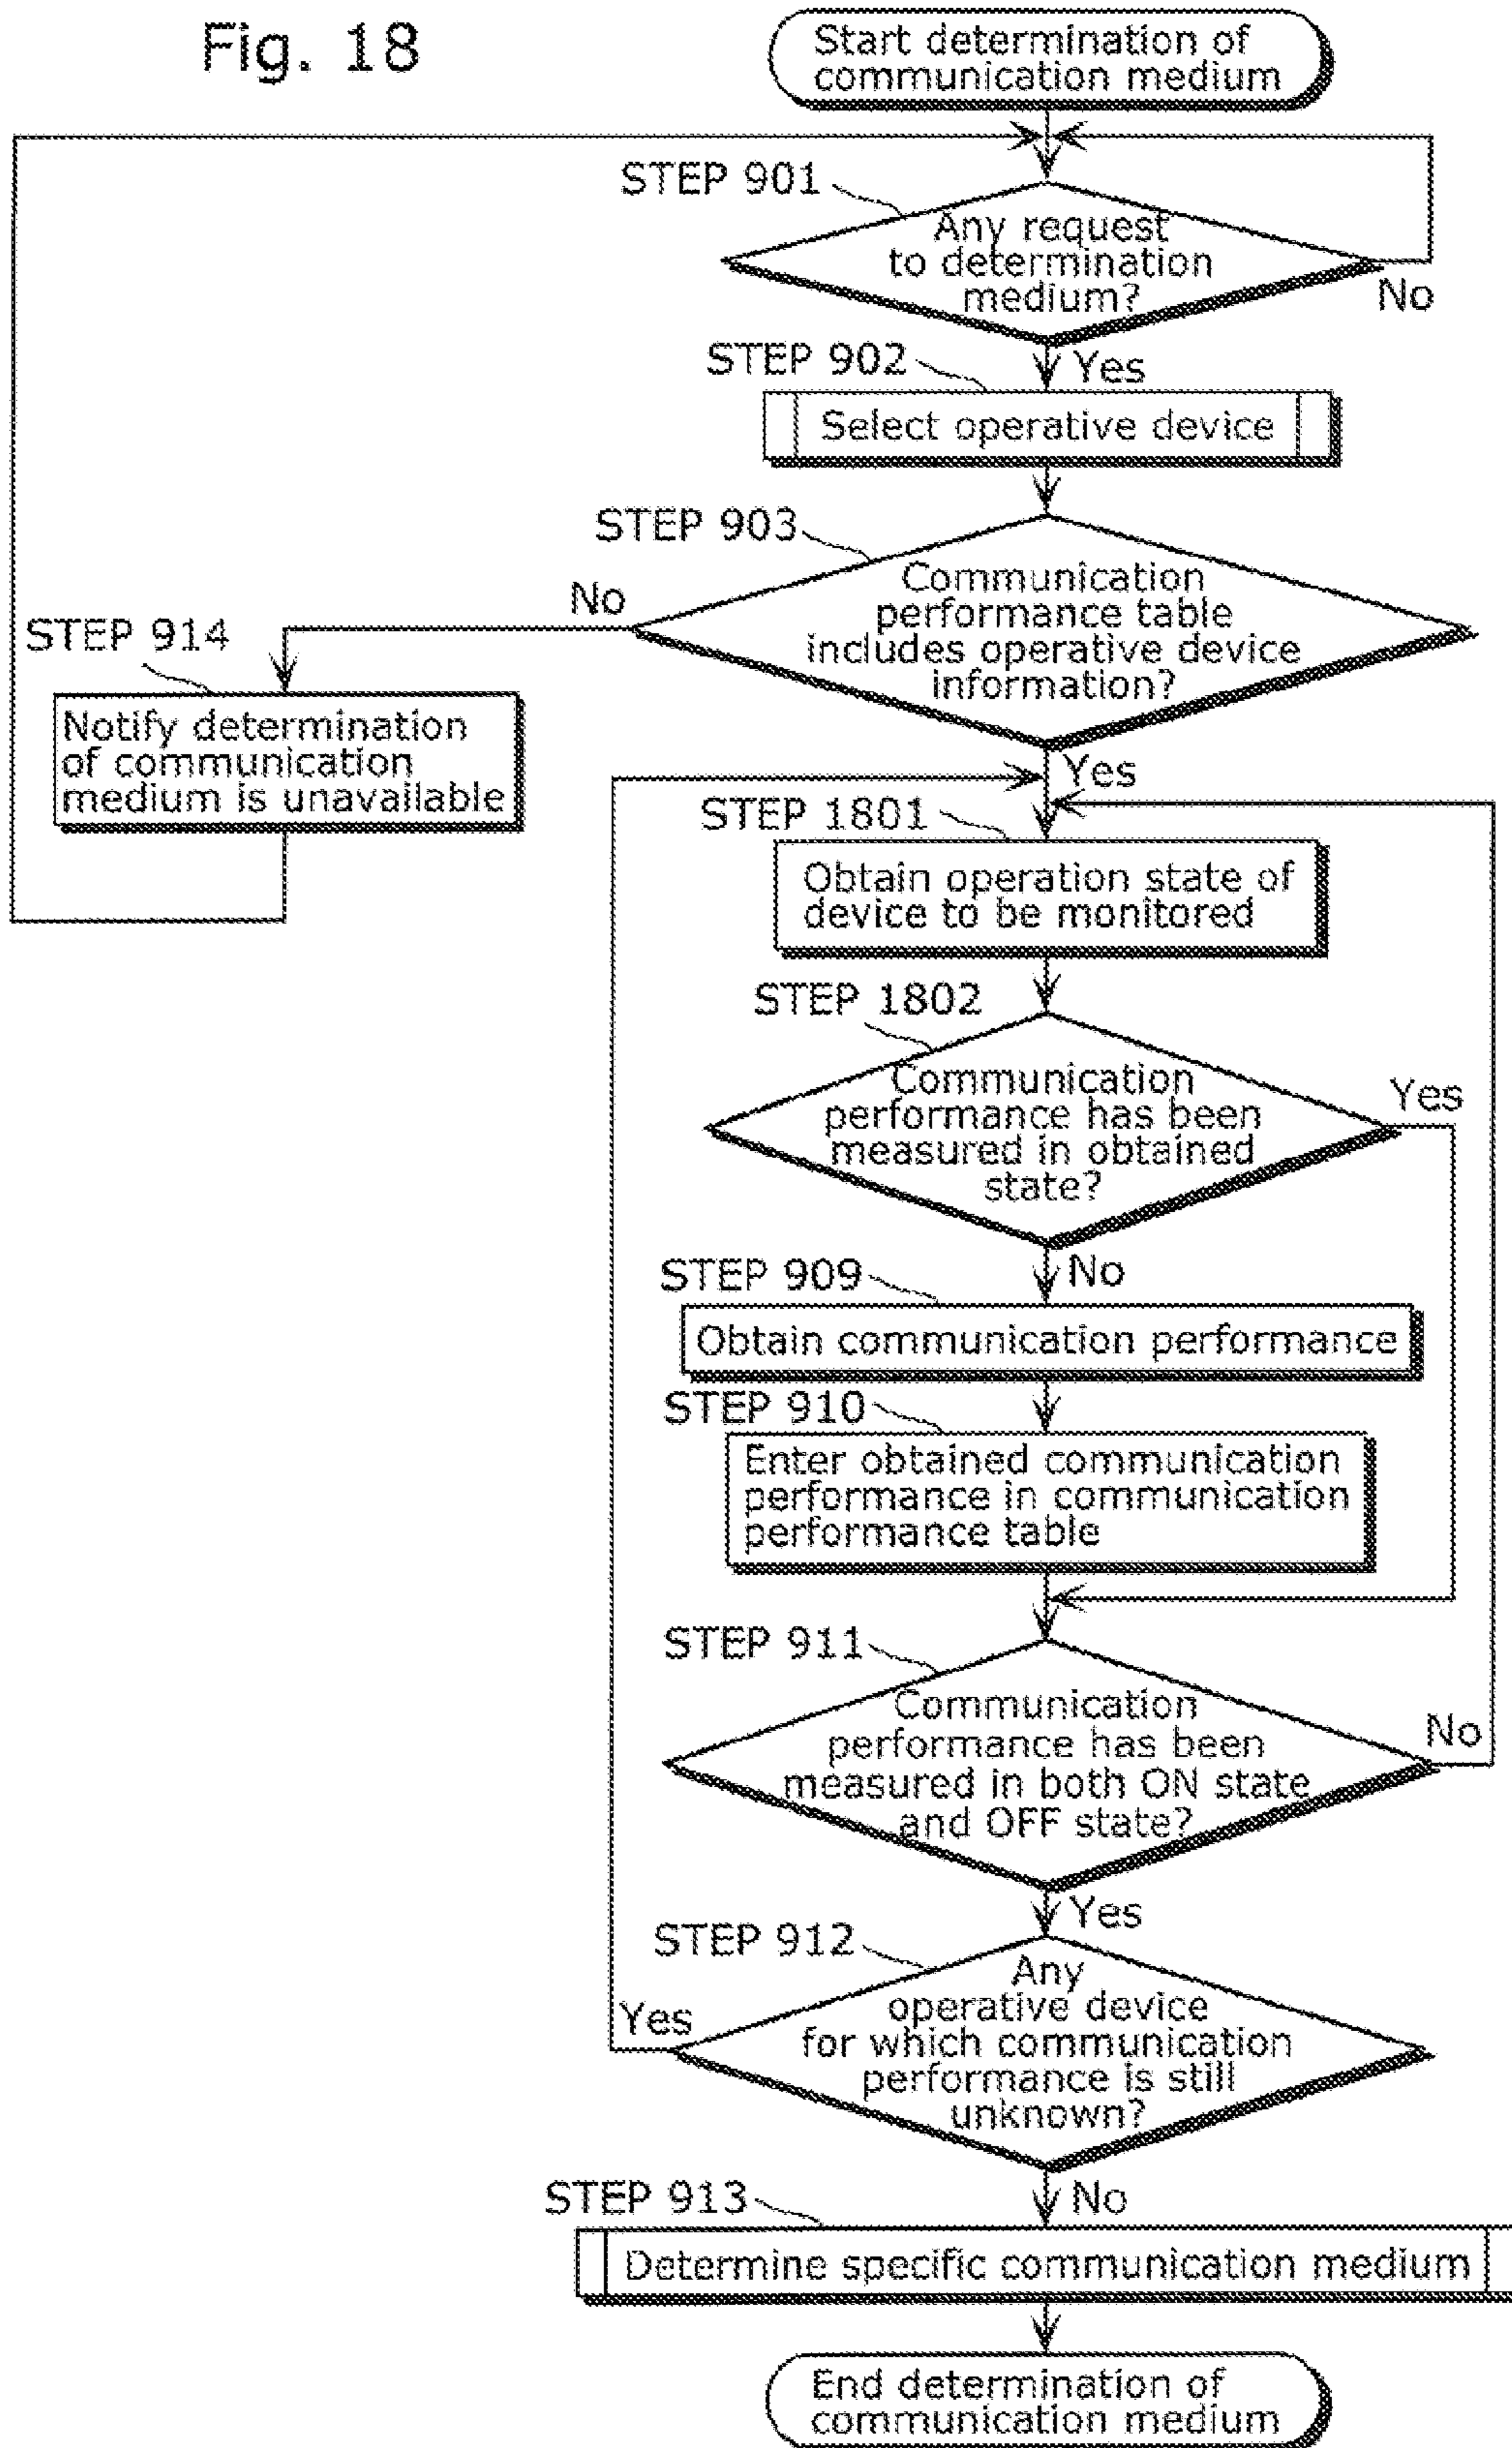 Fig. 18
Start determination of
communication medium
STEP 901
Any request
to determination
medium?
No
Yes
STEP 902
Select operative device
STEP 903
Communication
performance table
includes operative device
information?
No
STEP 914
Notify determination
of communication
medium is unavailable
Yes
STEP 1801
Obtain operation state of
device to be monitored
STEP 1802
Communication
performance has been
measured in obtained
state?
Yes
No
STEP 909
Obtain communication performance
STEP 910
Enter obtained communication
performance in communication
performance table
STEP 911
Communication
performance has been
measured in both ON state
and OFF state?
No
Yes
STEP 912
Any
operative device
for which communication
performance is still
unknown?
Yes
No
STEP 913
Determine specific communication medium
End determination of
communication medium